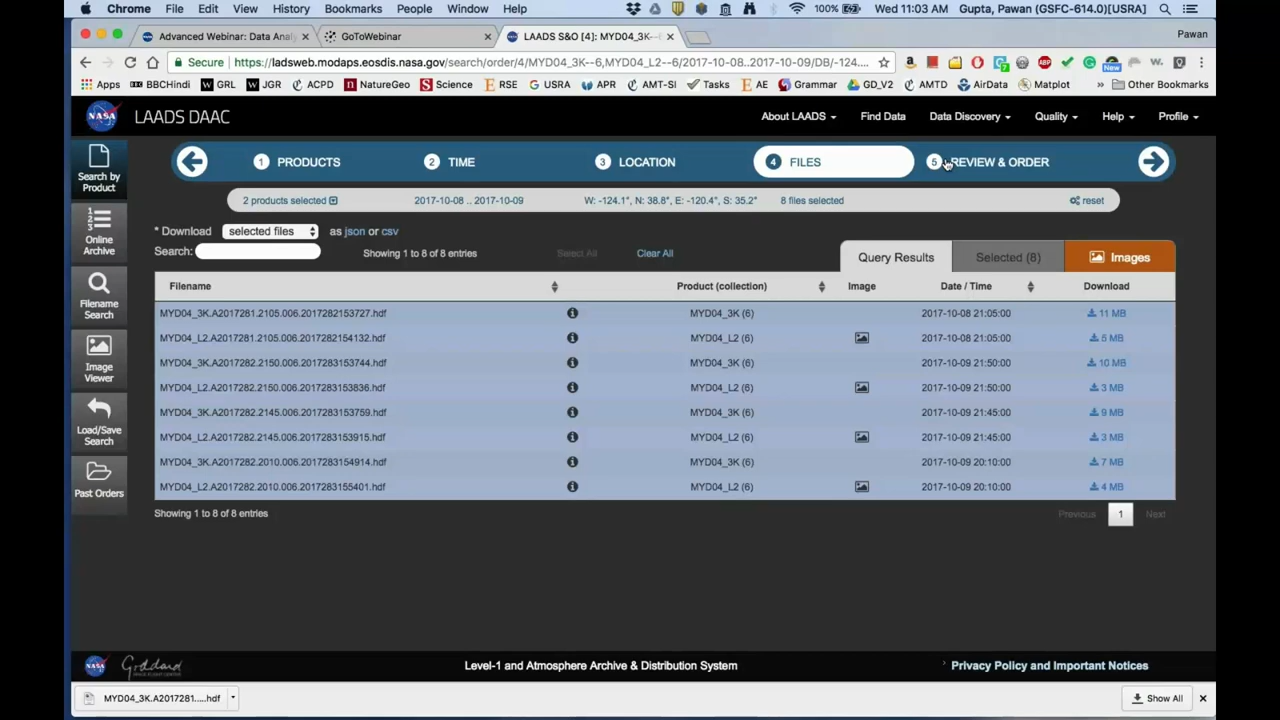 Chrome File Edit View History Bookmarks People Window Help 100% Wed 11:03 AM Gupta, Pawan (GSFC-614.0)[USRA]
Advanced Webinar: Data Analy GoToWebinar LAADS S&O [4]: MYD04_3K--6 Pawan
Secure https://ladsweb.modaps.eosdis.nasa.gov/search/order/4/MYD04_3K--6,MYD04_L2--6/2017-10-08..2017-10-09/DB/-124....
Apps BBCHindi GRL JGR ACPD NatureGeo Science RSE USRA APR AMT-SI Tasks AE Grammar GD_V2 AMTD AirData Matplot » Other Bookmarks
NASA LAADS DAAC About LAADS Find Data Data Discovery Quality Help Profile
1 PRODUCTS 2 TIME 3 LOCATION 4 FILES 5 REVIEW & ORDER
2 products selected 2017-10-08 .. 2017-10-09 W: -124.1°, N: 38.8°, E: -120.4°, S: 35.2° 8 files selected reset
Search by Product
Online Archive
Filename Search
Image Viewer
Load/Save Search
Past Orders
* Download selected files as json or csv
Search: Showing 1 to 8 of 8 entries Select All Clear All Query Results Selected (8) Images
Filename Product (collection) Image Date / Time Download
MYD04_3K.A2017281.2105.006.2017282153727.hdf MYD04_3K (6) 2017-10-08 21:05:00 11 MB
MYD04_L2.A2017281.2105.006.2017282154132.hdf MYD04_L2 (6) 2017-10-08 21:05:00 5 MB
MYD04_3K.A2017282.2150.006.2017283153744.hdf MYD04_3K (6) 2017-10-09 21:50:00 10 MB
MYD04_L2.A2017282.2150.006.2017283153836.hdf MYD04_L2 (6) 2017-10-09 21:50:00 3 MB
MYD04_3K.A2017282.2145.006.2017283153759.hdf MYD04_3K (6) 2017-10-09 21:45:00 9 MB
MYD04_L2.A2017282.2145.006.2017283153915.hdf MYD04_L2 (6) 2017-10-09 21:45:00 3 MB
MYD04_3K.A2017282.2010.006.2017283154914.hdf MYD04_3K (6) 2017-10-09 20:10:00 7 MB
MYD04_L2.A2017282.2010.006.2017283155401.hdf MYD04_L2 (6) 2017-10-09 20:10:00 4 MB
Showing 1 to 8 of 8 entries Previous 1 Next
NASA Goddard Level-1 and Atmosphere Archive & Distribution System Privacy Policy and Important Notices
MYD04_3K.A2017281....hdf Show All